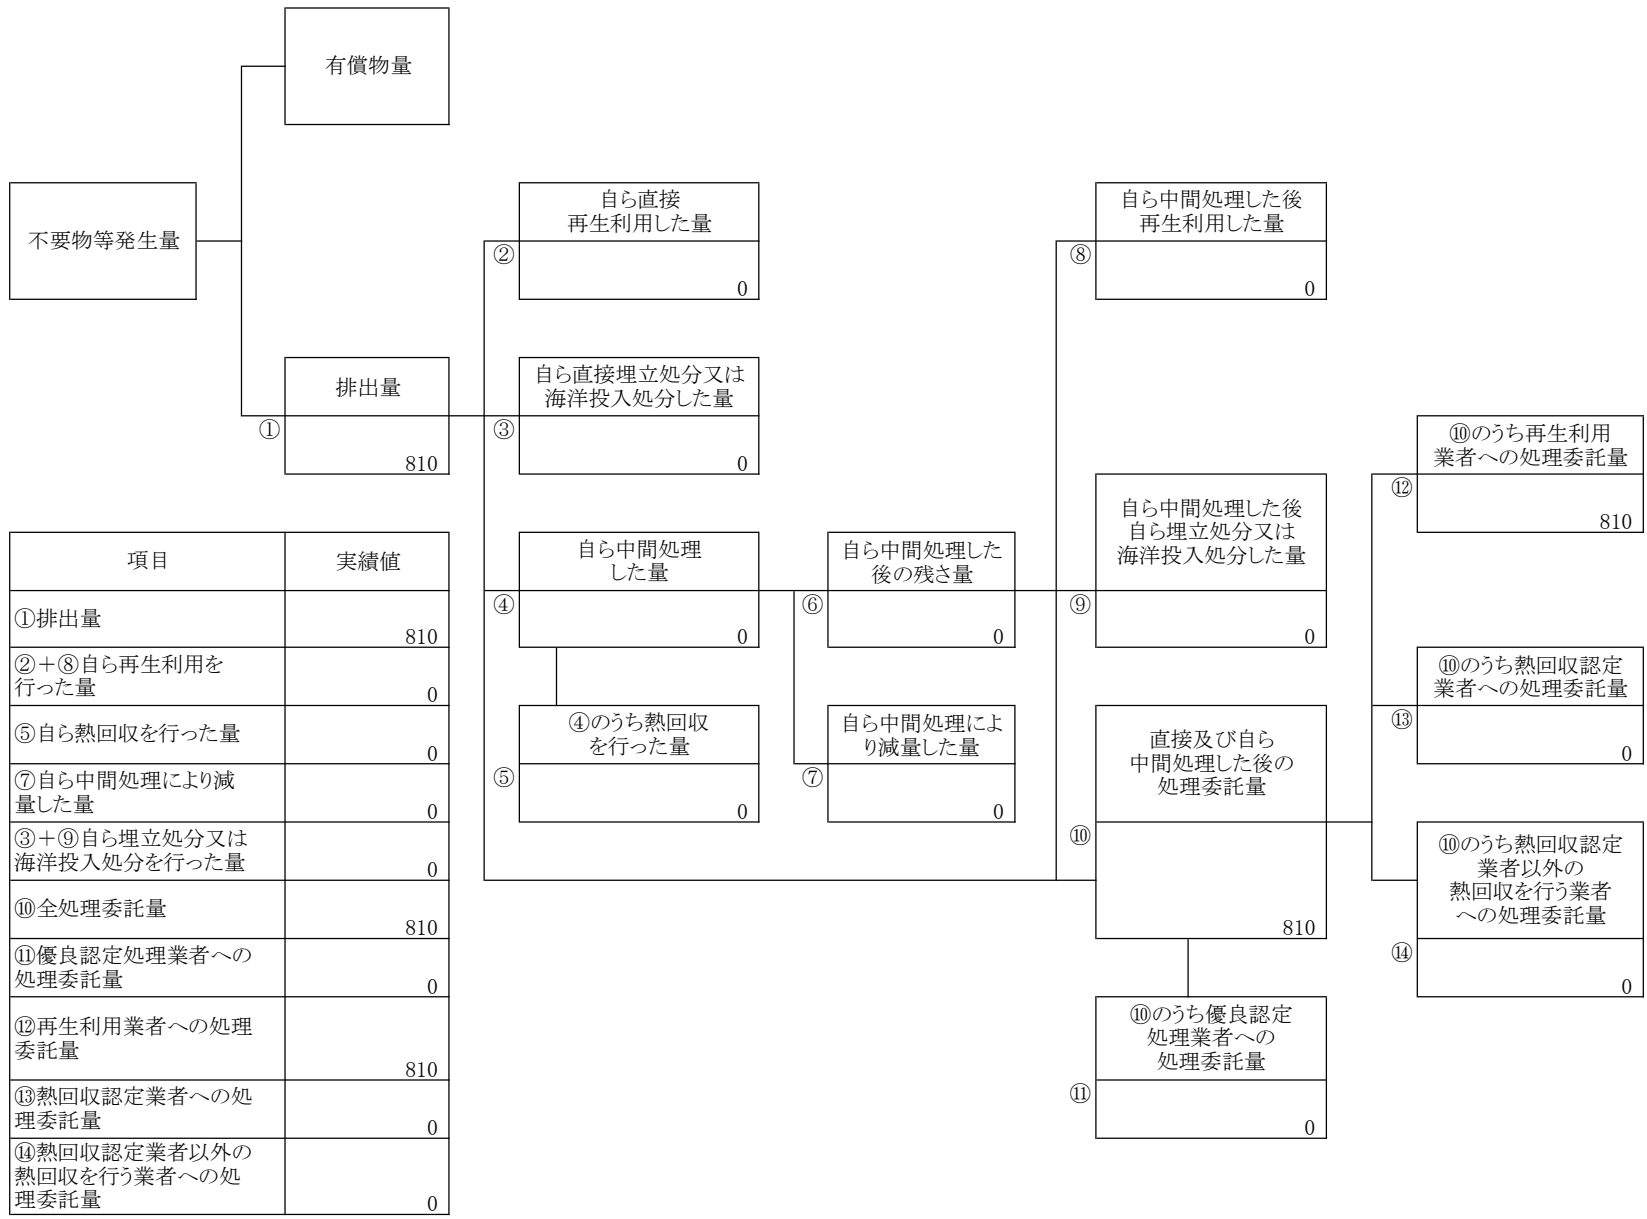 有償物量
不要物等発生量
自ら直接
再生利用した量
②
0
自ら中間処理した後
再生利用した量
⑧
0
排出量
①
810
自ら直接埋立処分又は
海洋投入処分した量
③
0
自ら中間処理
した量
④
0
自ら中間処理した
後の残さ量
⑥
0
自ら中間処理した後
自ら埋立処分又は
海洋投入処分した量
⑨
0
⑩のうち再生利用
業者への処理委託量
⑫
810
④のうち熱回収
を行った量
⑤
0
自ら中間処理によ
り減量した量
⑦
0
直接及び自ら
中間処理した後の
処理委託量
⑩
810
⑩のうち熱回収認定
業者への処理委託量
⑬
0
⑩のうち熱回収認定
業者以外の
熱回収を行う業者
への処理委託量
⑭
0
⑩のうち優良認定
処理業者への
処理委託量
⑪
0
項目 実績値
①排出量
810
②＋⑧自ら再生利用を
行った量
0
⑤自ら熱回収を行った量
0
⑦自ら中間処理により減
量した量
0
③＋⑨自ら埋立処分又は
海洋投入処分を行った量
0
⑩全処理委託量
810
⑪優良認定処理業者への
処理委託量
0
⑫再生利用業者への処理
委託量
810
⑬熱回収認定業者への処
理委託量
0
⑭熱回収認定業者以外の
熱回収を行う業者への処
理委託量
0